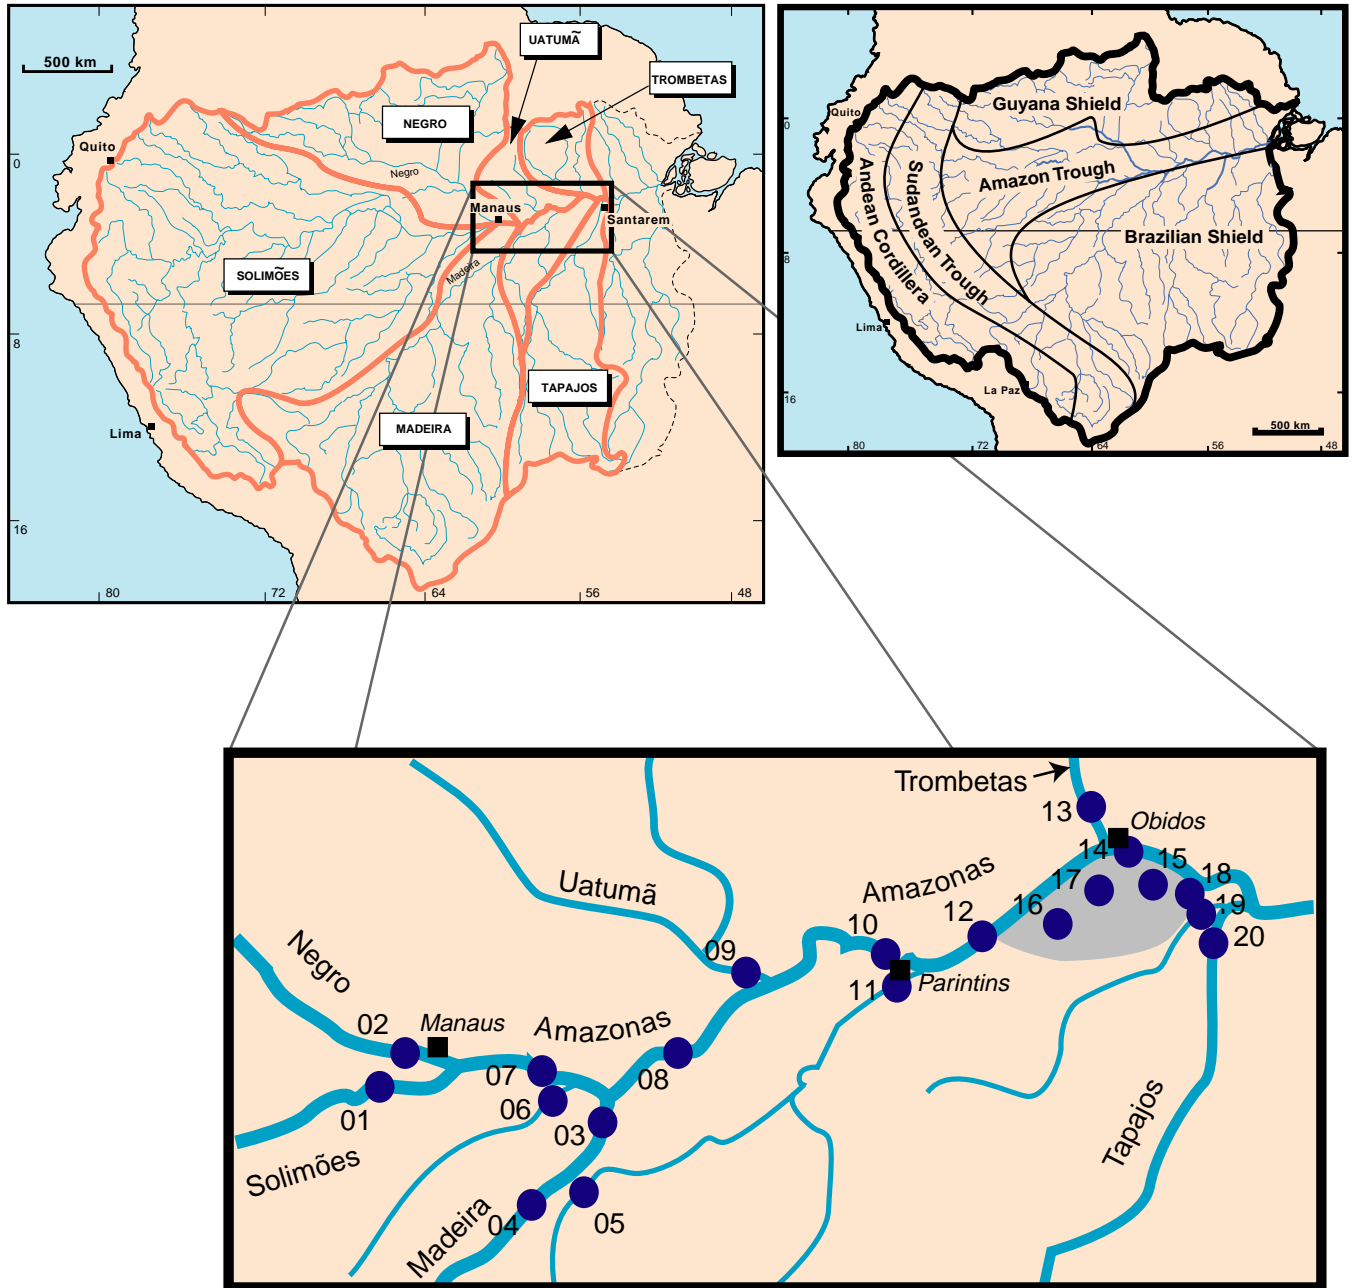 500 km
UATUMÃ
TROMBETAS
NEGRO
Quito
0
Negro
Manaus
Santarem
SOLIMÕES
Madeira
8
TAPAJOS
MADEIRA
Lima
16
80
72
64
56
48
Guyana Shield
Quito
0
Amazon Trough
Andean Cordillera
Sudandean Trough
Brazilian Shield
8
Lima
La Paz
16
500 km
80
72
64
56
48
Trombetas
13
Obidos
14
15
18
Amazonas
17
Uatumã
16
19
12
10
20
09
Negro
11
Parintins
02
Manaus
Amazonas
07
08
01
06
03
Tapajos
Solimões
04
05
Madeira